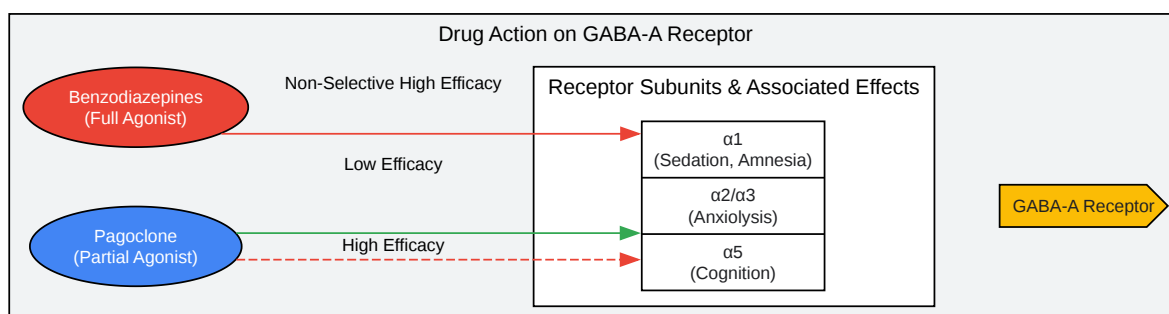 Drug Action on GABA-A Receptor
Benzodiazepines
(Full Agonist)
Non-Selective High Efficacy
Low Efficacy
Pagoclone
(Partial Agonist)
High Efficacy
Receptor Subunits & Associated Effects
α1
(Sedation, Amnesia)
α2/α3
(Anxiolysis)
α5
(Cognition)
GABA-A Receptor